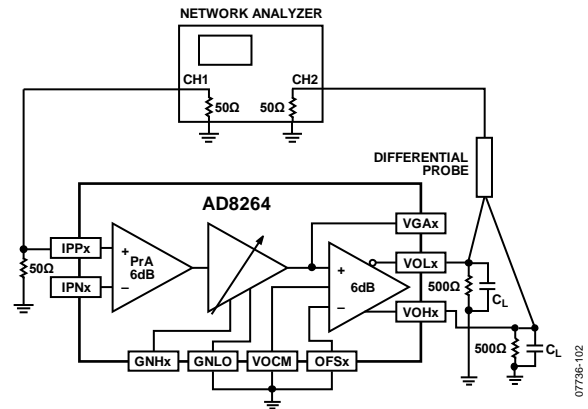 NETWORK ANALYZER
CH1
CH2
50Ω
50Ω
DIFFERENTIAL
PROBE
AD8264
VGAx
IPPx
+
PrA
6dB
+
6dB
VOLx
50Ω
IPNx
–
–
500Ω
CL
VOHx
GNHx
GNLO
VOCM
OFSx
500Ω
CL
07736-102